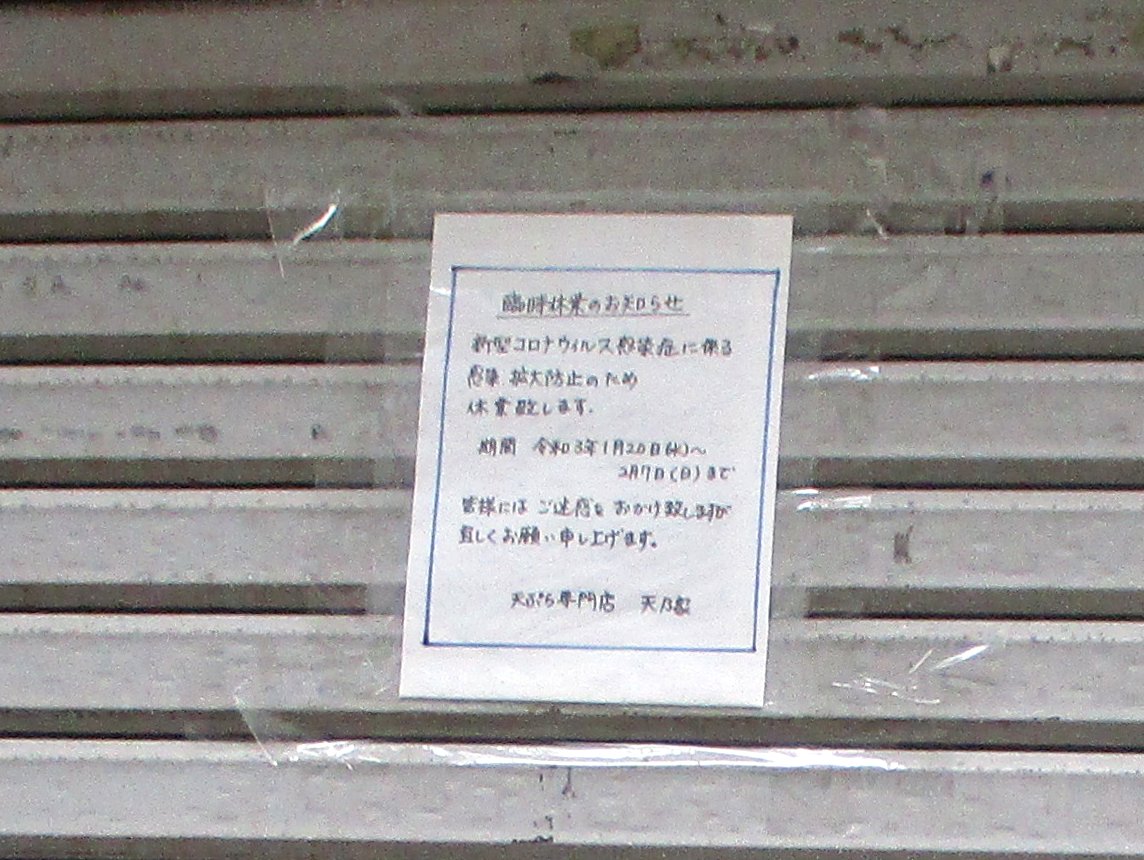 臨時休業のお知らせ
新型コロナウィルス感染症に係る
感染拡大防止のため
休業致します。
期間 令和3年1月20日(水)～
2月7日(日)まで
皆様にはご迷惑をおかけ致しますが
宜しくお願い申し上げます。
天ぷら専門店 天乃